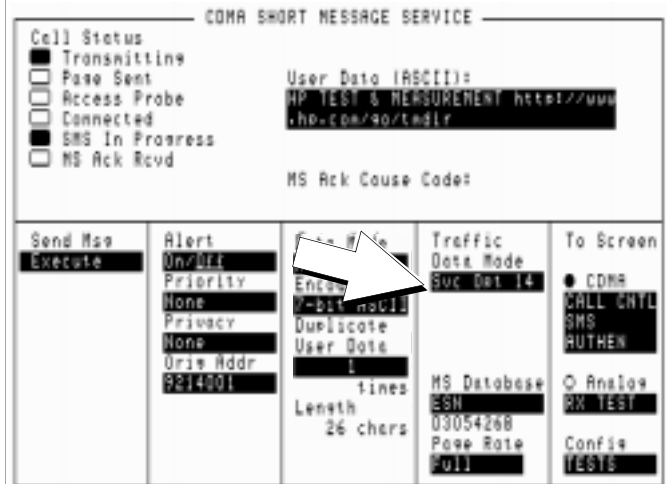 CDMA SHORT MESSAGE SERVICE
Call Status
Transmitting
Page Sent
Access Probe
Connected
SMS In Progress
MS Ack Rcvd
User Data (ASCII):
HP TEST & MEASUREMENT http://www
.hp.com/go/tmdir
MS Ack Cause Code:
Send Msg
Execute
Alert
On/Off
Priority
None
Privacy
None
Orig Addr
9214001
7-bit ASCII
Duplicate
User Data
1
times
Length
26 chars
Traffic
Data Mode
Svc Opt 14
MS Database
ESN
03054268
Page Rate
Full
To Screen
CDMA
CALL CNTL
SMS
AUTHEN
Analog
RX TEST
Config
TESTS